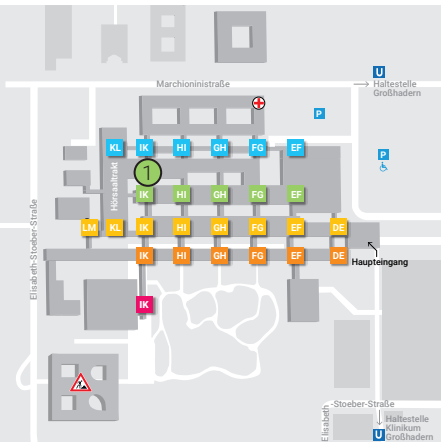 Marchioninistraße
U
Haltestelle
Großhadern
P
P
KL IK HI GH FG EF
1
Hörsaaltrakt
IK HI GH FG EF
Elisabeth-Stoeber-Straße
LM KL IK HI GH FG EF DE
IK HI GH FG EF DE
Haupteingang
IK
Elisabeth
-Stoeber-Straße
Haltestelle
Klinikum
U Großhadern